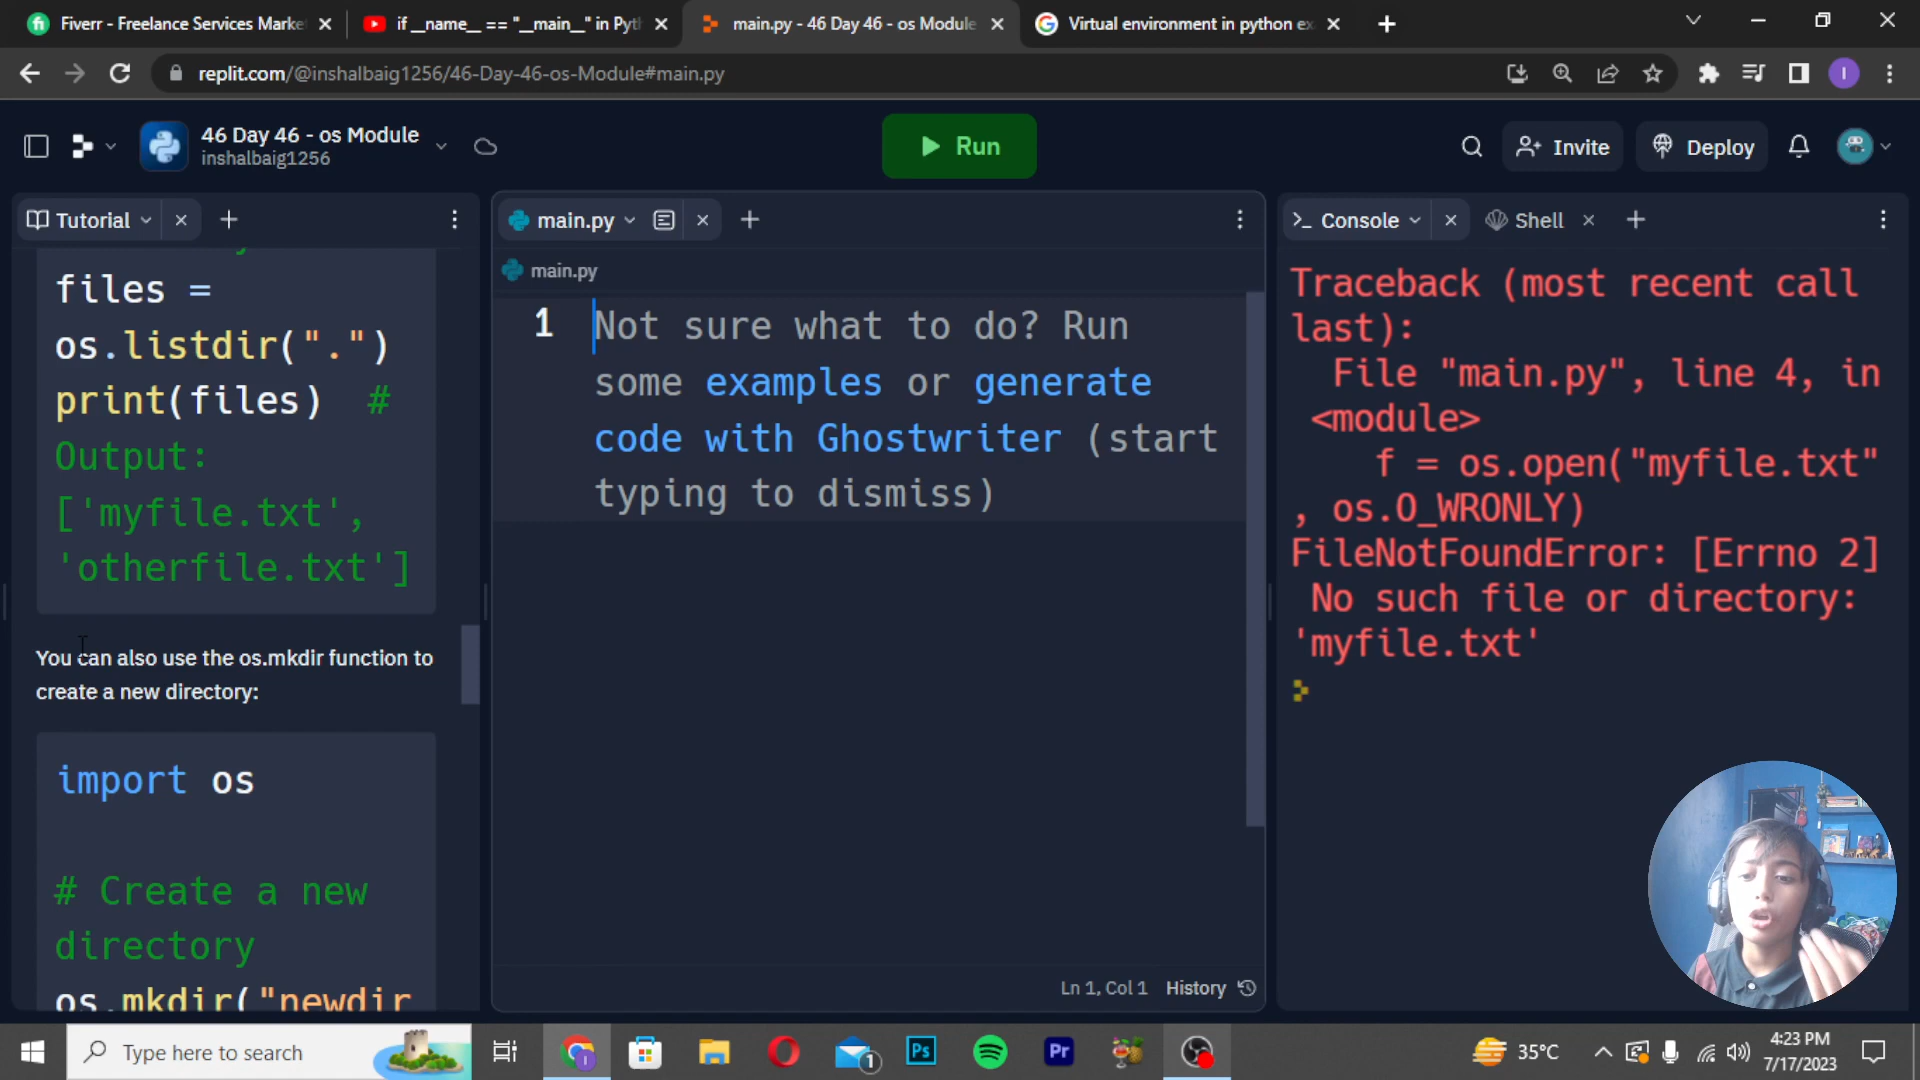 Fiverr - Freelance Services Marke
if __name__ == "__main__" in Pyt
main.py - 46 Day 46 - os Module
Virtual environment in python ex
replit.com/@inshalbaig1256/46-Day-46-os-Module#main.py
I
46 Day 46 - os Module
inshalbaig1256
Run
Invite
Deploy
Tutorial
files =
os.listdir(".")
print(files)  #
Output:
['myfile.txt',
'otherfile.txt']
You can also use the os.mkdir function to
create a new directory:
import os
# Create a new
directory
os.mkdir("newdir
main.py
main.py
1
Not sure what to do? Run
some examples or generate
code with Ghostwriter (start
typing to dismiss)
Ln 1, Col 1
History
Console
Shell
Traceback (most recent call
last):
File "main.py", line 4, in
<module>
f = os.open("myfile.txt"
, os.O_WRONLY)
FileNotFoundError: [Errno 2]
No such file or directory:
'myfile.txt'
Type here to search
I
1
Ps
Pr
35°C
4:23 PM
7/17/2023